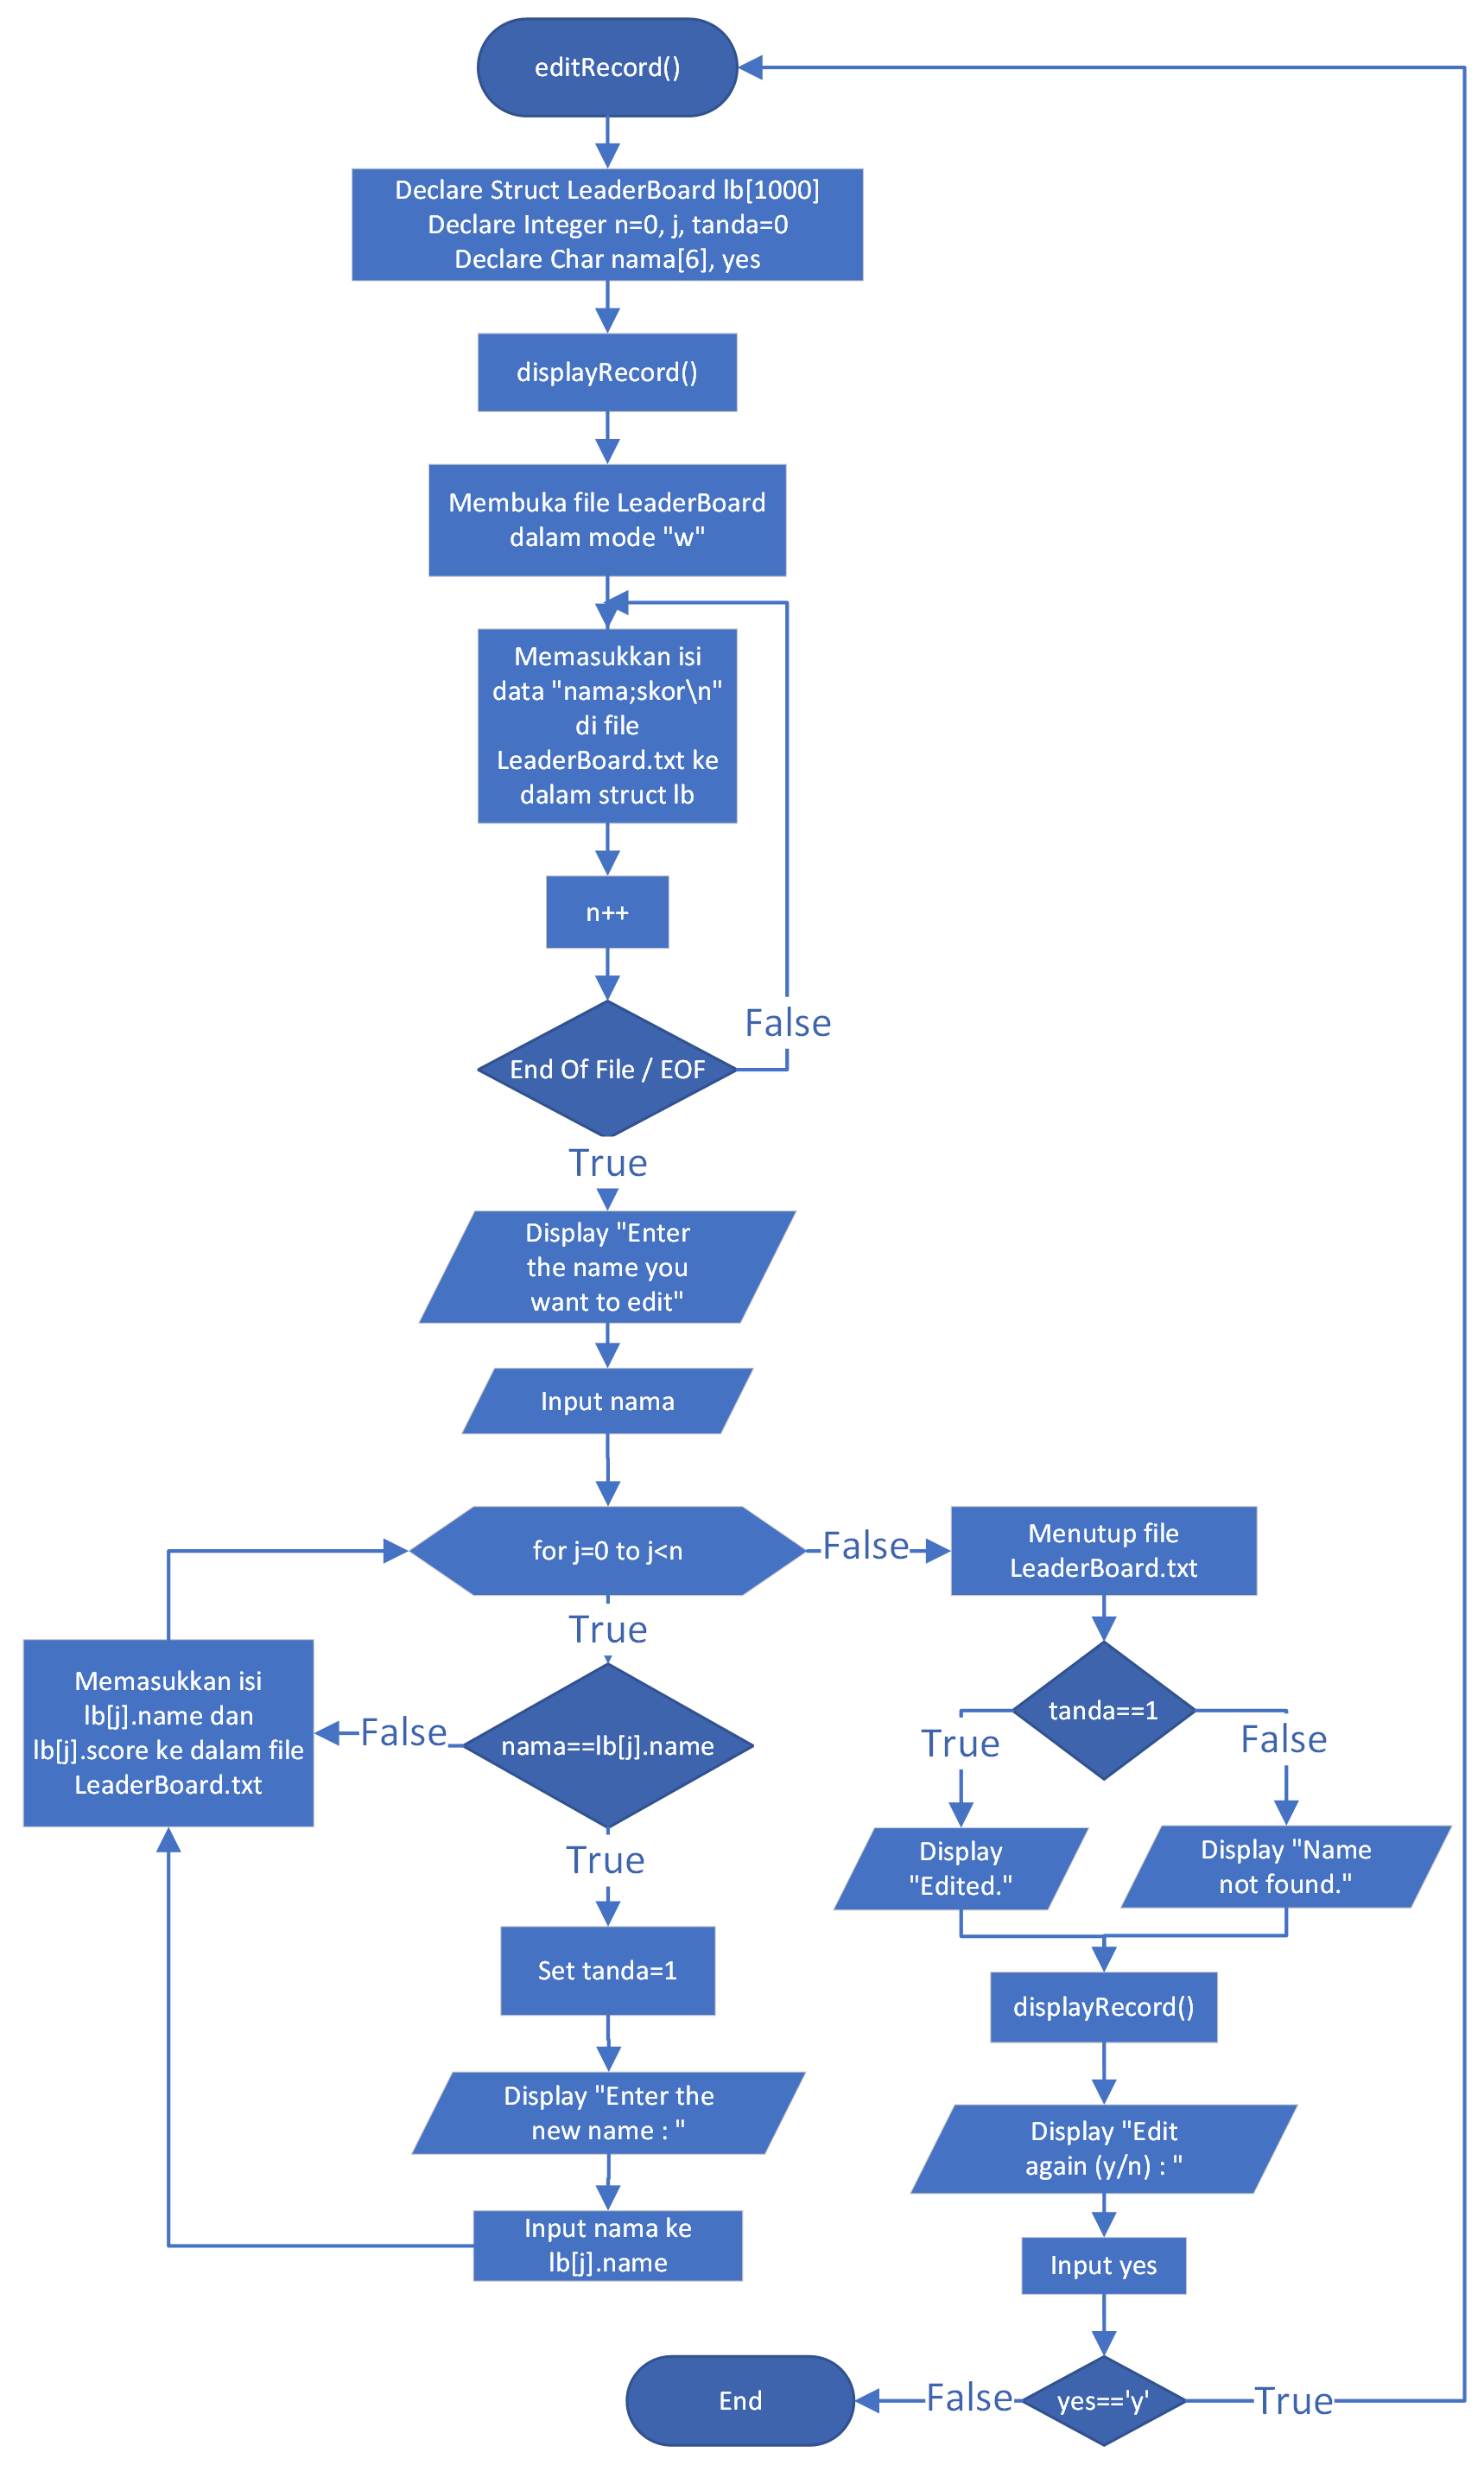 editRecord()
Declare Struct LeaderBoard lb[1000]
Declare Integer n=0, j, tanda=0
Declare Char nama[6], yes
displayRecord()
Membuka file LeaderBoard
dalam mode "w"
Memasukkan isi
data "nama;skor\n"
di file
LeaderBoard.txt ke
dalam struct lb
n++
False
End Of File / EOF
True
Display "Enter
the name you
want to edit"
Input nama
for j=0 to j<n
False
Menutup file
LeaderBoard.txt
True
Memasukkan isi
lb[j].name dan
lb[j].score ke dalam file
LeaderBoard.txt
False
nama==lb[j].name
tanda==1
True
False
True
Display
"Edited."
Display "Name
not found."
Set tanda=1
displayRecord()
Display "Enter the
new name : "
Display "Edit
again (y/n) : "
Input nama ke
lb[j].name
Input yes
End
False
yes=='y'
True